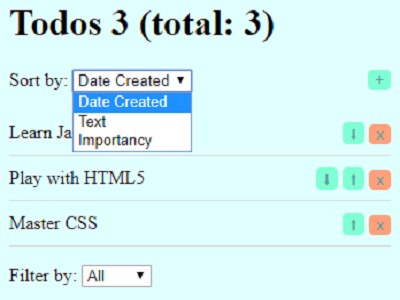 Todos 3 (total: 3)
Sort by: Date Created +
Date Created
Text
Importancy
Learn Ja ↓ x
Play with HTML5 ↓ ↑ x
Master CSS ↑ x
Filter by: All